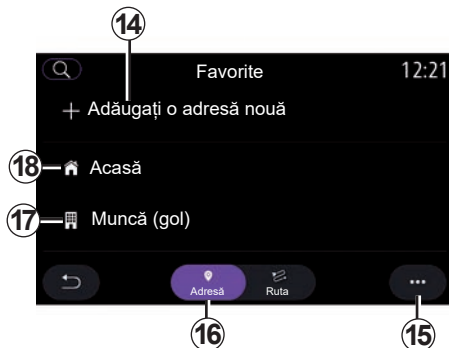 14
Favorite 12:21
+ Adăugați o adresă nouă
18 Acasă
17 Muncă (gol)
Adresă Ruta
16 15